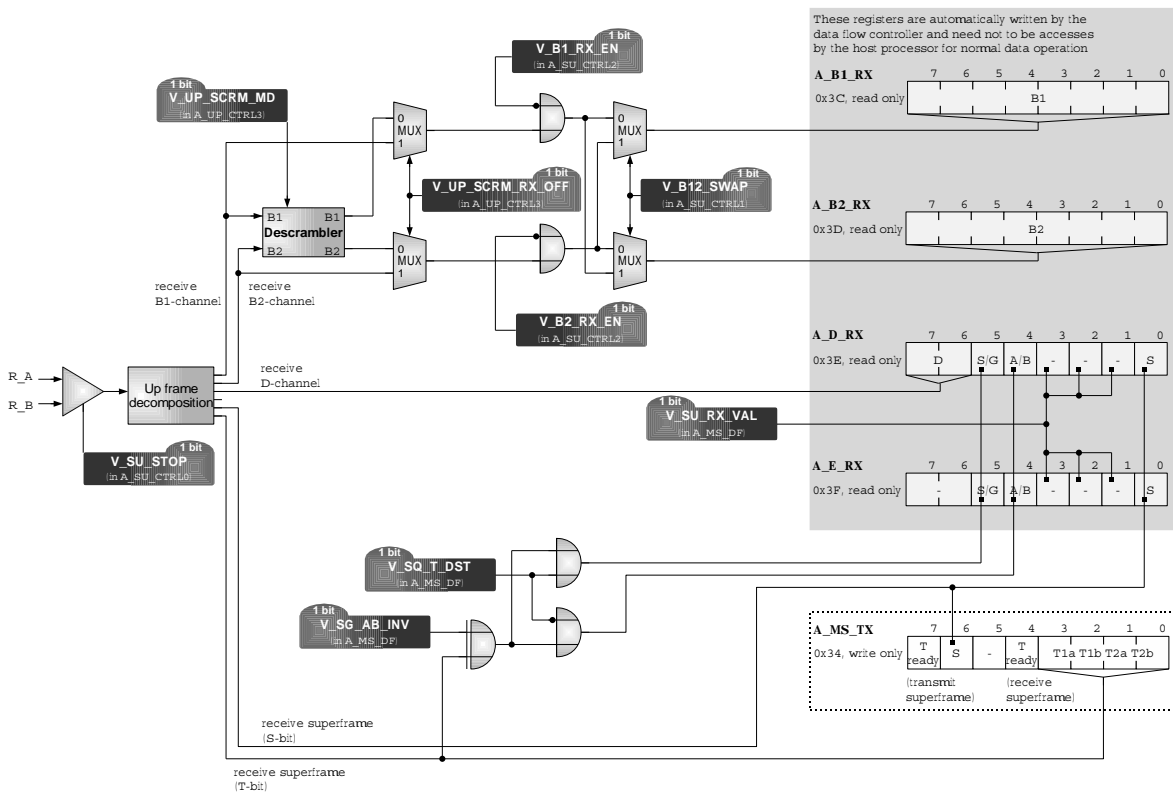 These registers are automatically written by the
data flow controller and need not to be accesses
by the host processor for normal data operation
1 bit
V_B1_RX_EN
(in A_SU_CTRL2)
A_B1_RX
7 6 5 4 3 2 1 0
0x3C, read only
B1
1 bit
V_UP_SCRM_MD
(in A_UP_CTRL3)
0
MUX
1
0
MUX
1
1 bit
V_UP_SCRM_RX_OFF
(in A_UP_CTRL3)
1 bit
V_B12_SWAP
(in A_SU_CTRL1)
A_B2_RX
7 6 5 4 3 2 1 0
0x3D, read only
B2
B1 B1
Descrambler
B2 B2
0
MUX
1
0
MUX
1
receive
B1-channel
receive
B2-channel
1 bit
V_B2_RX_EN
(in A_SU_CTRL2)
A_D_RX
7 6 5 4 3 2 1 0
0x3E, read only
D S/G A/B - - - S
receive
D-channel
R_A
R_B
Up frame
decomposition
1 bit
V_SU_RX_VAL
(in A_MS_DF)
1 bit
V_SU_STOP
(in A_SU_CTRL0)
A_E_RX
7 6 5 4 3 2 1 0
0x3F, read only
- S/G A/B - - - S
1 bit
V_SQ_T_DST
(in A_MS_DF)
1 bit
V_SG_AB_INV
(in A_MS_DF)
A_MS_TX
7 6 5 4 3 2 1 0
0x34, write only
T
ready
S
-
T
ready
T1a T1b T2a T2b
(transmit
superframe)
(receive
superframe)
receive superframe
(S-bit)
receive superframe
(T-bit)